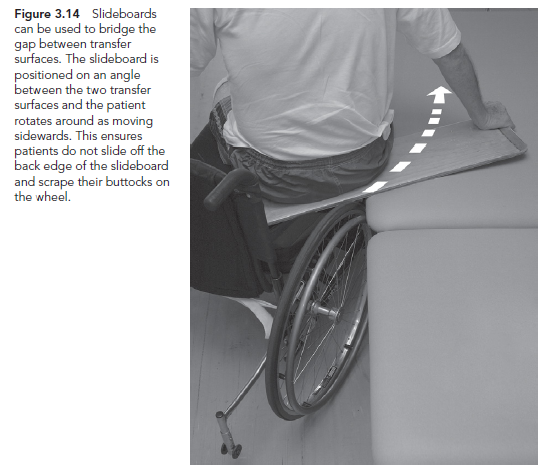 Figure 3.14 Slideboards
can be used to bridge the
gap between transfer
surfaces. The slideboard is
positioned on an angle
between the two transfer
surfaces and the patient
rotates around as moving
sidewards. This ensures
patients do not slide off the
back edge of the slideboard
and scrape their buttocks on
the wheel.